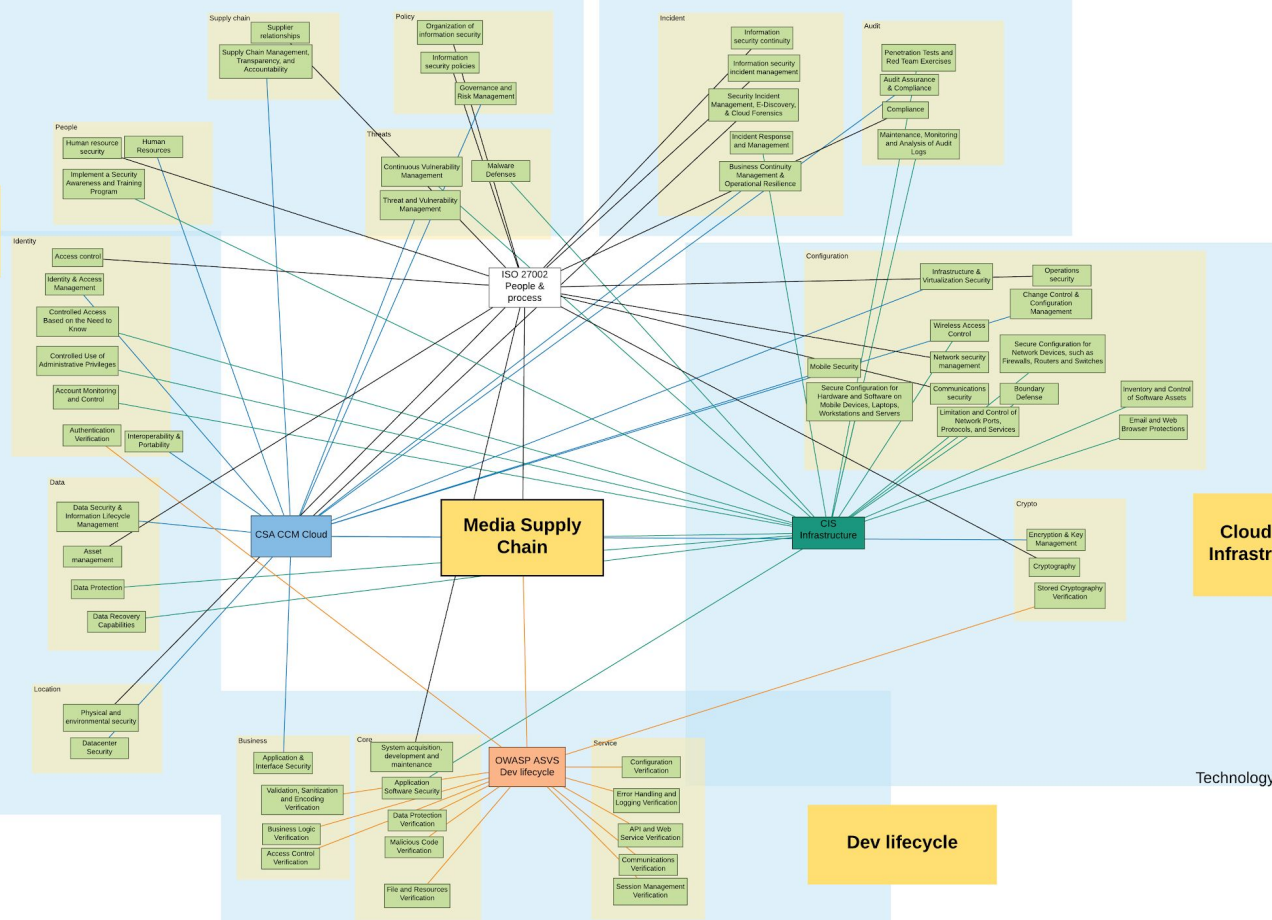 Supply chain
Supplier
relationships
Supply Chain Management,
Transparency, and
Accountability
Policy
Organization of
information security
Information
security policies
Governance and
Risk Management
Incident
Information
security continuity
Information security
incident management
Security Incident
Management, E-Discovery,
& Cloud Forensics
Incident Response
and Management
Business Continuity
Management &
Operational Resilience
Audit
Penetration Tests and
Red Team Exercises
Audit Assurance
& Compliance
Compliance
Maintenance, Monitoring
and Analysis of Audit
Logs
People
Human resource
security
Human
Resources
Implement a Security
Awareness and Training
Program
Threats
Continuous Vulnerability
Management
Malware
Defenses
Threat and Vulnerability
Management
Identity
Access control
Identity & Access
Management
Controlled Access
Based on the Need to
Know
Controlled Use of
Administrative Privileges
Account Monitoring
and Control
Authentication
Verification
Interoperability &
Portability
ISO 27002
People &
process
Configuration
Infrastructure &
Virtualization Security
Operations
security
Change Control &
Configuration
Management
Wireless Access
Control
Secure Configuration for
Network Devices, such as
Firewalls, Routers and Switches
Mobile Security
Network security
management
Secure Configuration for
Hardware and Software on
Mobile Devices, Laptops,
Workstations and Servers
Communications
security
Boundary
Defense
Inventory and Control
of Software Assets
Limitation and Control of
Network Ports,
Protocols, and Services
Email and Web
Browser Protections
Data
Data Security &
Information Lifecycle
Management
Asset
management
Data Protection
Data Recovery
Capabilities
CSA CCM Cloud
Media Supply
Chain
CIS
Infrastructure
Crypto
Encryption & Key
Management
Cryptography
Stored Cryptography
Verification
Cloud
Infrastr
Location
Physical and
environmental security
Datacenter
Security
Business
Application &
Interface Security
Validation, Sanitization
and Encoding
Verification
Business Logic
Verification
Access Control
Verification
Core
System acquisition,
development and
maintenance
Application
Software Security
Data Protection
Verification
Malicious Code
Verification
File and Resources
Verification
OWASP ASVS
Dev lifecycle
Service
Configuration
Verification
Error Handling and
Logging Verification
API and Web
Service Verification
Communications
Verification
Session Management
Verification
Technology
Dev lifecycle